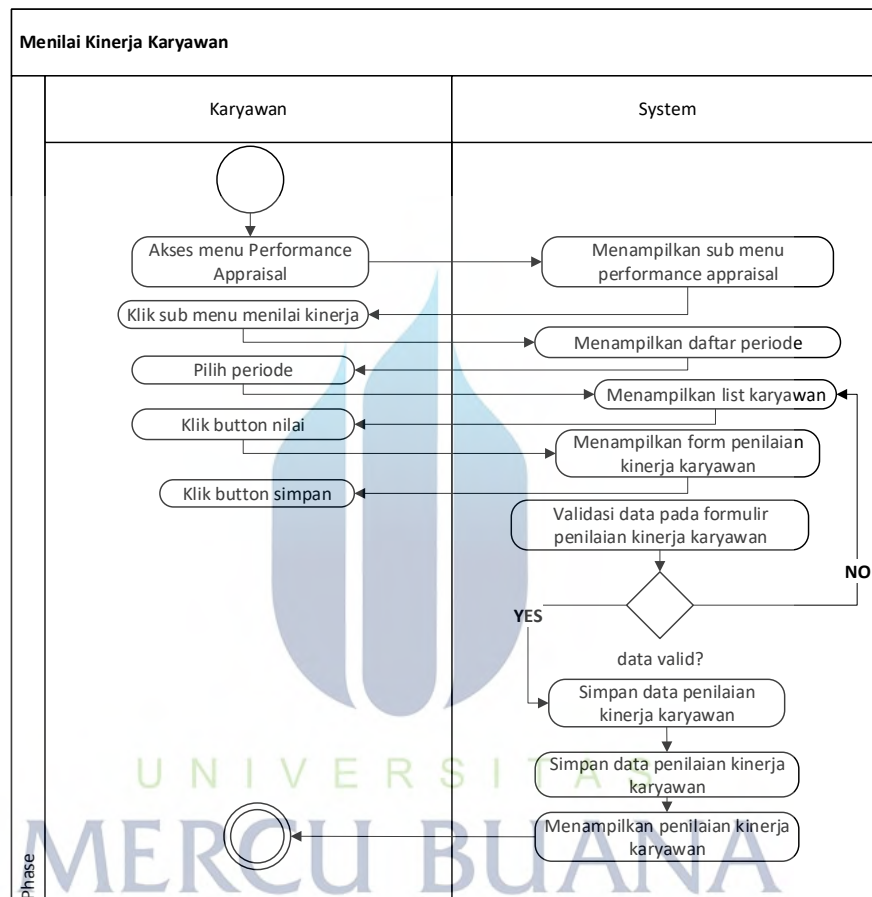 Menilai Kinerja Karyawan
Karyawan
System
Akses menu Performance
Appraisal
Menampilkan sub menu
performance appraisal
Klik sub menu menilai kinerja
Menampilkan daftar periode
Pilih periode
Menampilkan list karyawan
Klik button nilai
Menampilkan form penilaian
kinerja karyawan
Klik button simpan
Validasi data pada formulir
penilaian kinerja karyawan
NO
YES
data valid?
Simpan data penilaian
kinerja karyawan
Simpan data penilaian kinerja
karyawan
Menampilkan penilaian kinerja
karyawan
Phase
UNIVERSITAS
MERCU BUANA